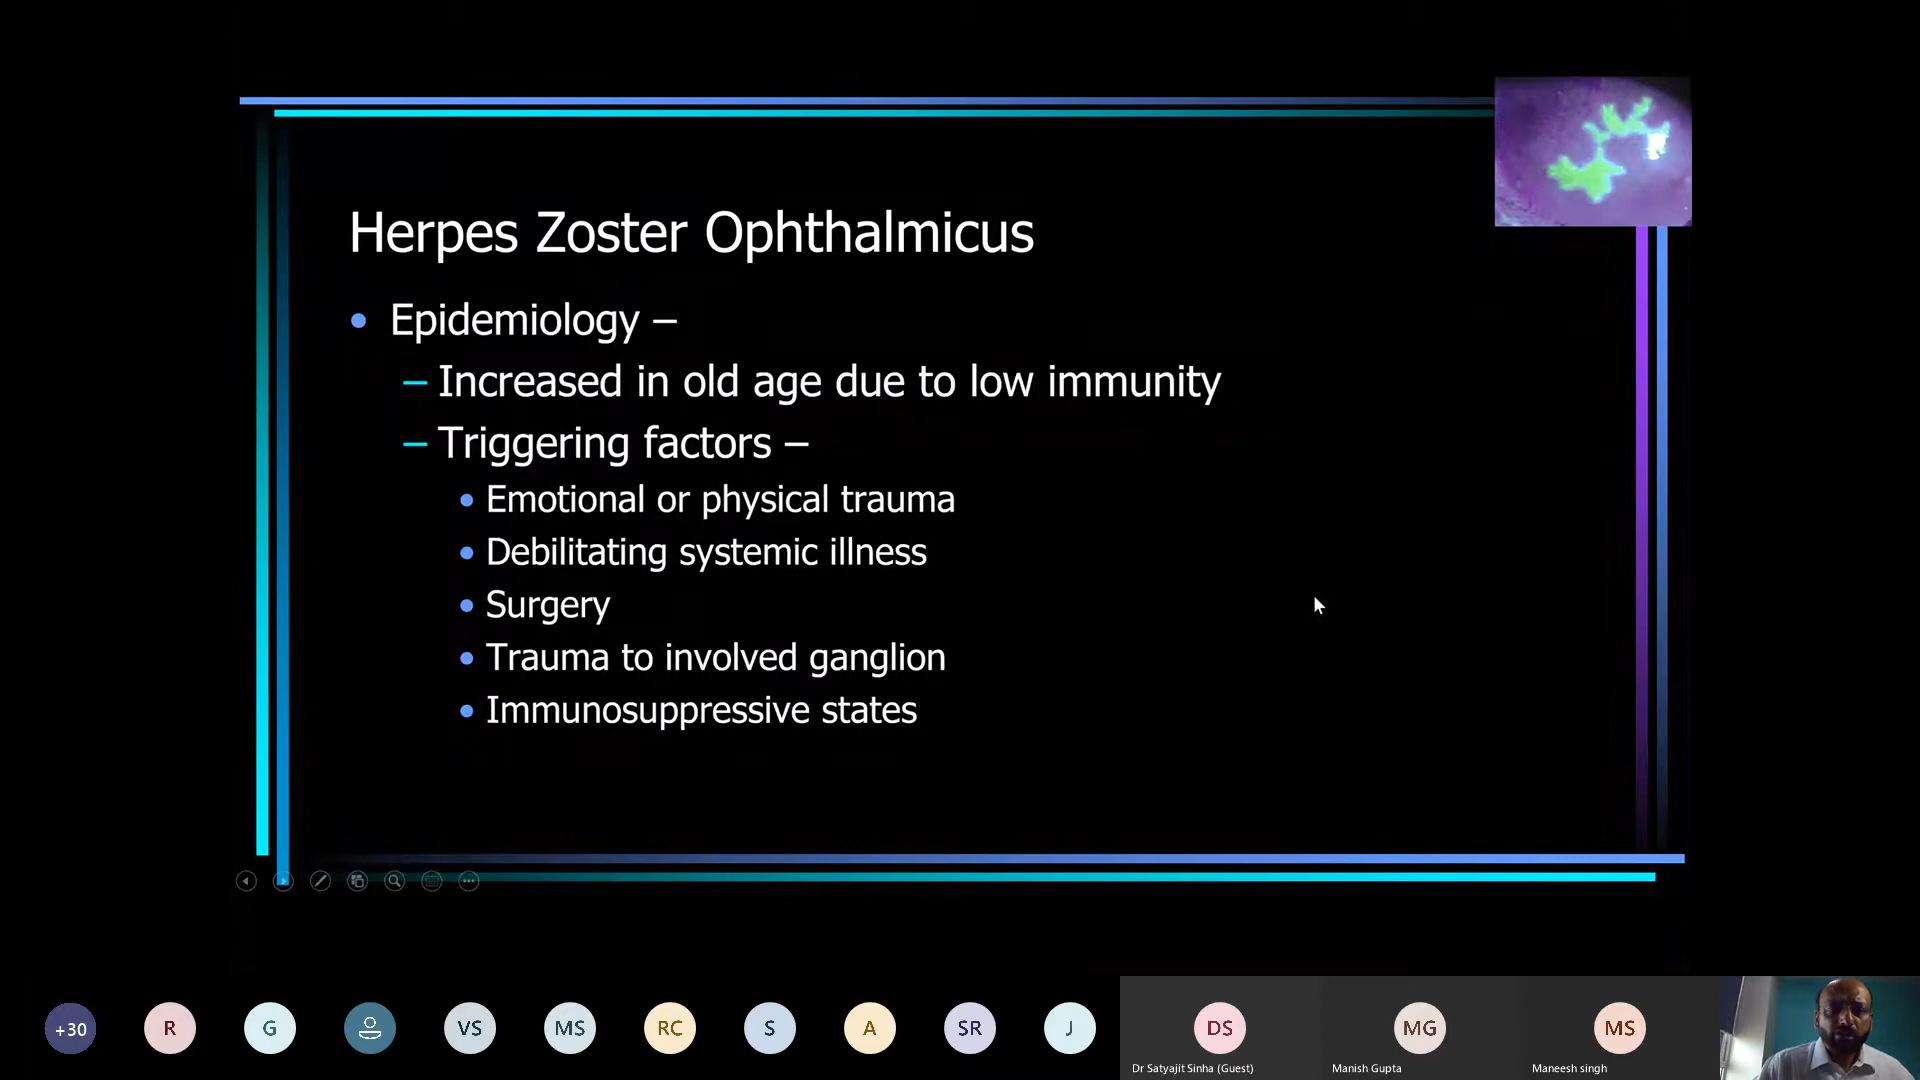 Herpes Zoster Ophthalmicus
• Epidemiology –
– Increased in old age due to low immunity
– Triggering factors –
• Emotional or physical trauma
• Debilitating systemic illness
• Surgery
• Trauma to involved ganglion
• Immunosuppressive states
+30
R
G
VS
MS
RC
S
A
SR
J
DS
MG
MS
Dr Satyajit Sinha (Guest)
Manish Gupta
Maneesh singh